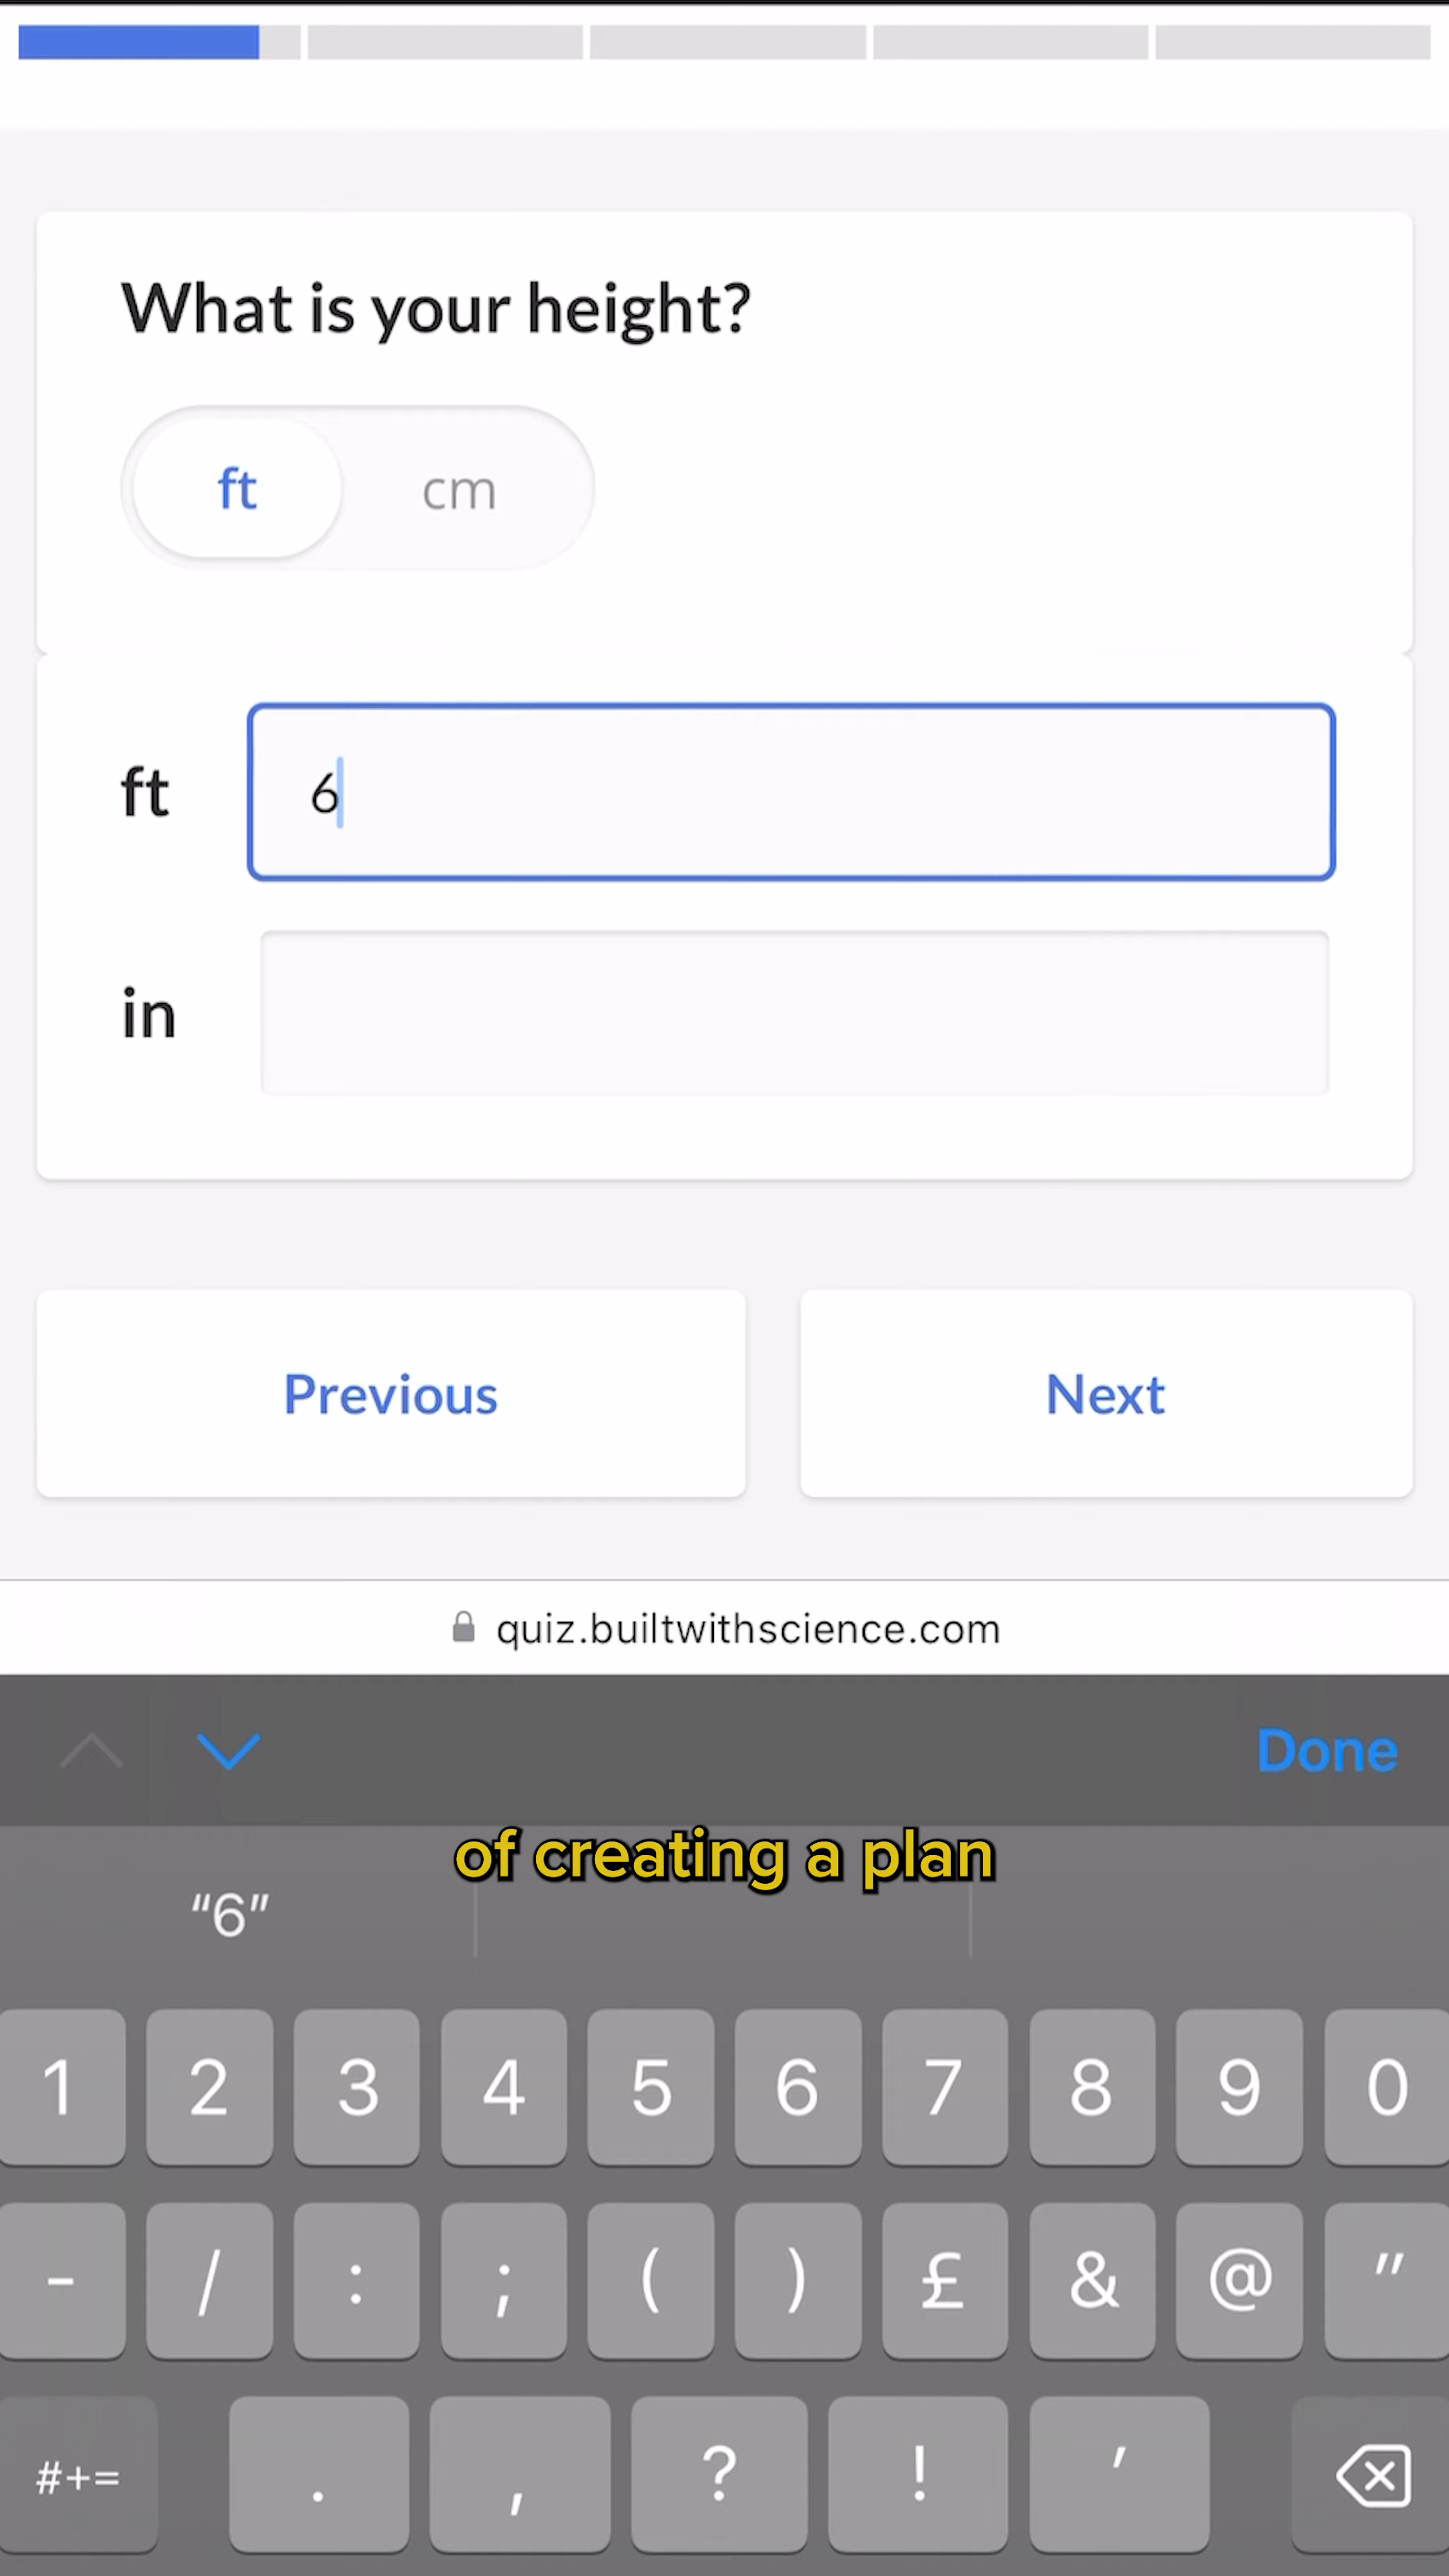 What is your height?
ft cm
ft 6
in
Previous Next
quiz.builtwithscience.com
Done
of creating a plan
“6”
1 2 3 4 5 6 7 8 9 0
- / : ; ( ) £ & @ "
#+= . , ? ! '